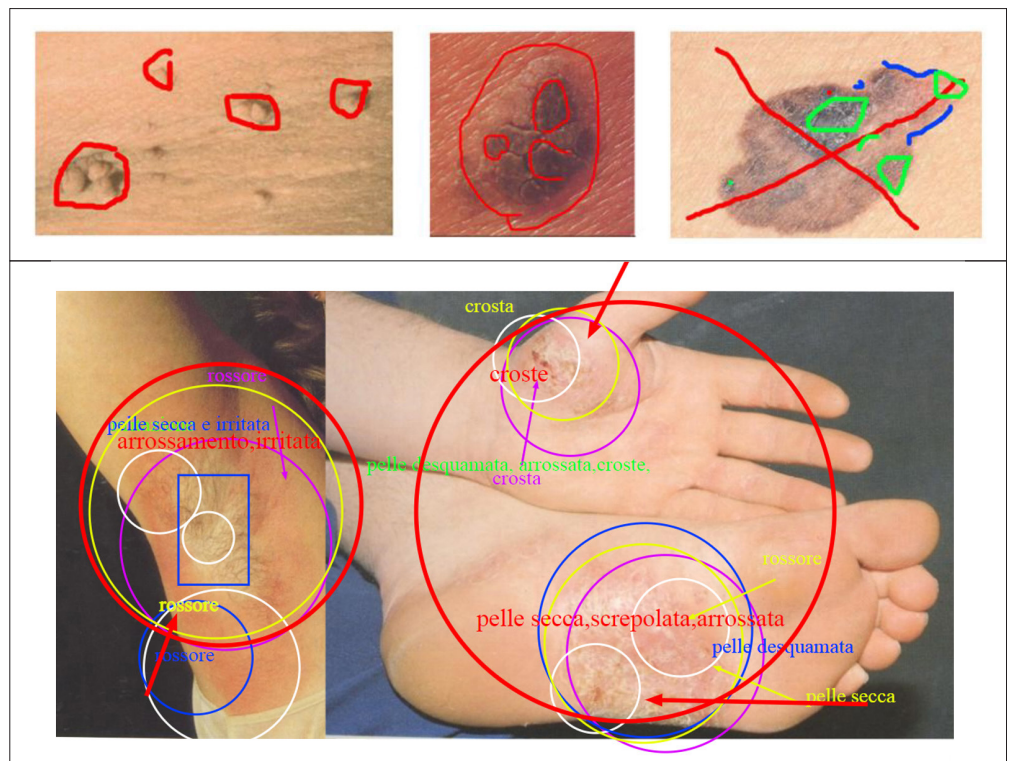 crosta
rossore
croste
pelle secca e irritata
arrossamento,irritata
pelle desquamata, arrossata,croste,
crosta
rossore
rossore
pelle secca,screpolata,arrossata
rossore
pelle desquamata
pelle secca